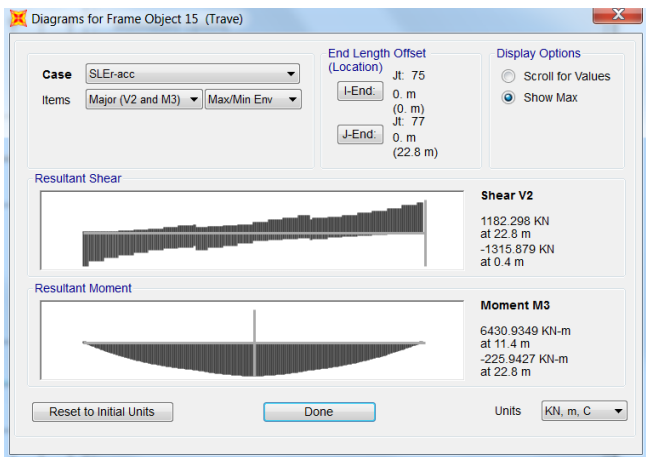 Diagrams for Frame Object 15 (Trave)
X
Case SLEr-acc
Items Major (V2 and M3) Max/Min Env
End Length Offset
(Location)
Jt: 75
I-End: 0. m
(0. m)
Jt: 77
J-End: 0. m
(22.8 m)
Display Options
Scroll for Values
Show Max
Resultant Shear
Shear V2
1182.298 KN
at 22.8 m
-1315.879 KN
at 0.4 m
Resultant Moment
Moment M3
6430.9349 KN-m
at 11.4 m
-225.9427 KN-m
at 22.8 m
Reset to Initial Units
Done
Units KN, m, C